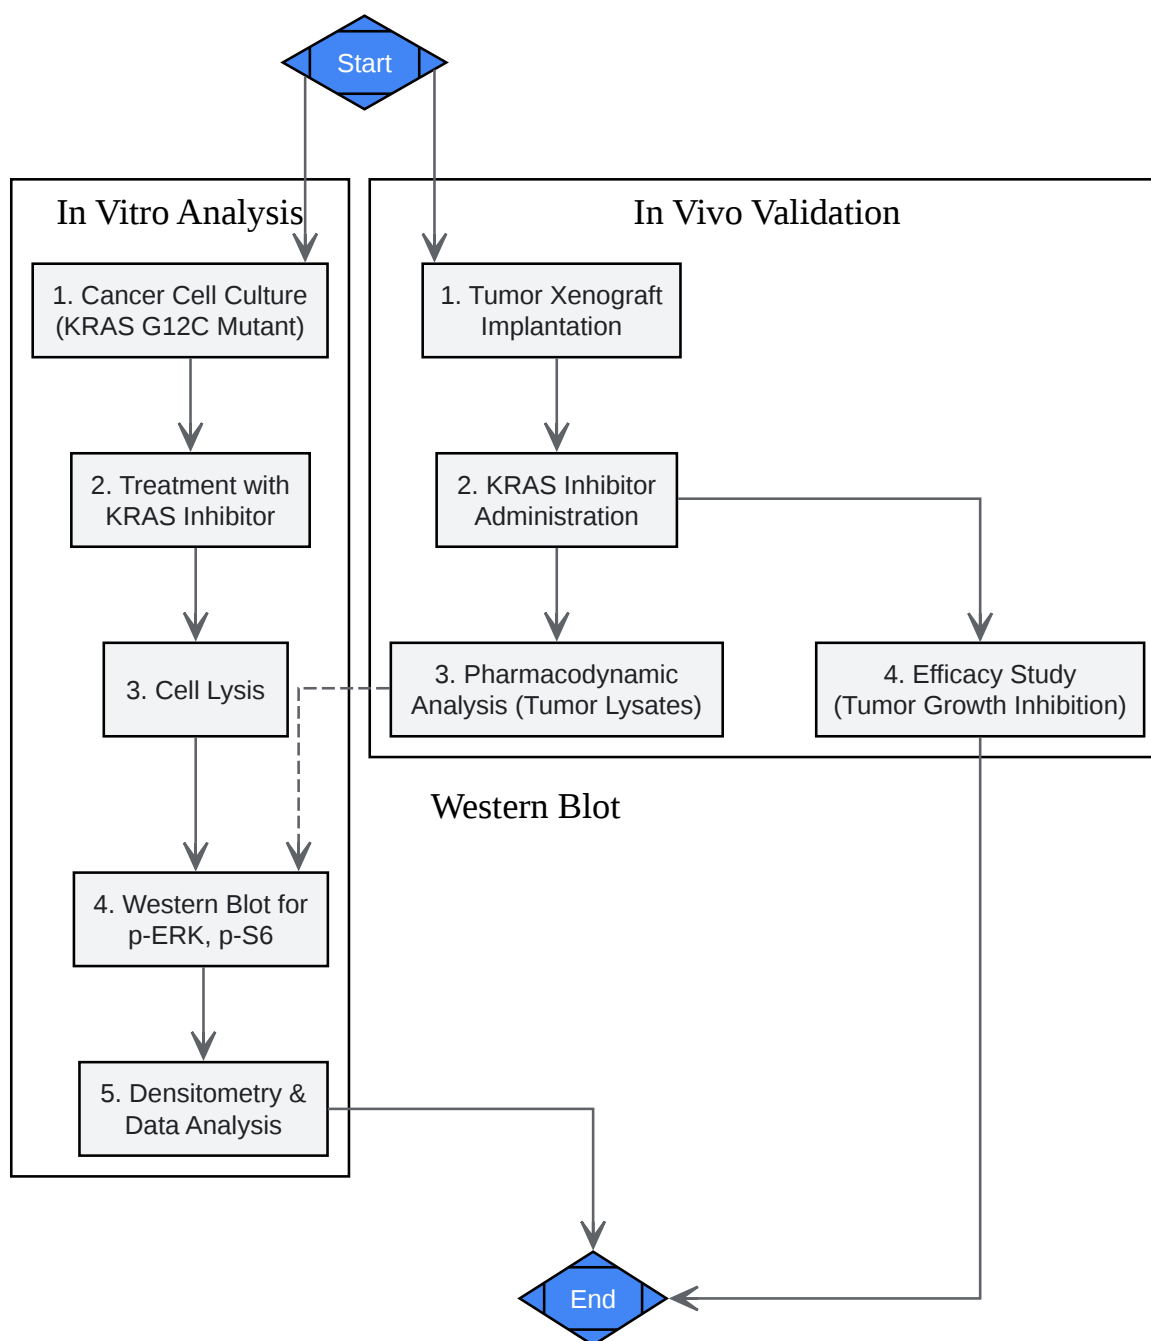 Start
In Vitro Analysis
1. Cancer Cell Culture
(KRAS G12C Mutant)
2. Treatment with
KRAS Inhibitor
3. Cell Lysis
4. Western Blot for
p-ERK, p-S6
5. Densitometry &
Data Analysis
In Vivo Validation
1. Tumor Xenograft
Implantation
2. KRAS Inhibitor
Administration
3. Pharmacodynamic
Analysis (Tumor Lysates)
4. Efficacy Study
(Tumor Growth Inhibition)
Western Blot
End